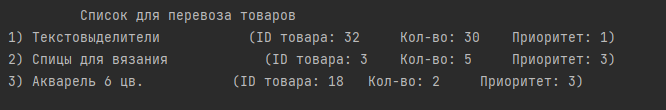 Список для перевоза товаров
1) Текстовыделители (ID товара: 32 Кол-во: 30 Приоритет: 1)
2) Спицы для вязания (ID товара: 3 Кол-во: 5 Приоритет: 3)
3) Акварель 6 цв. (ID товара: 18 Кол-во: 2 Приоритет: 3)